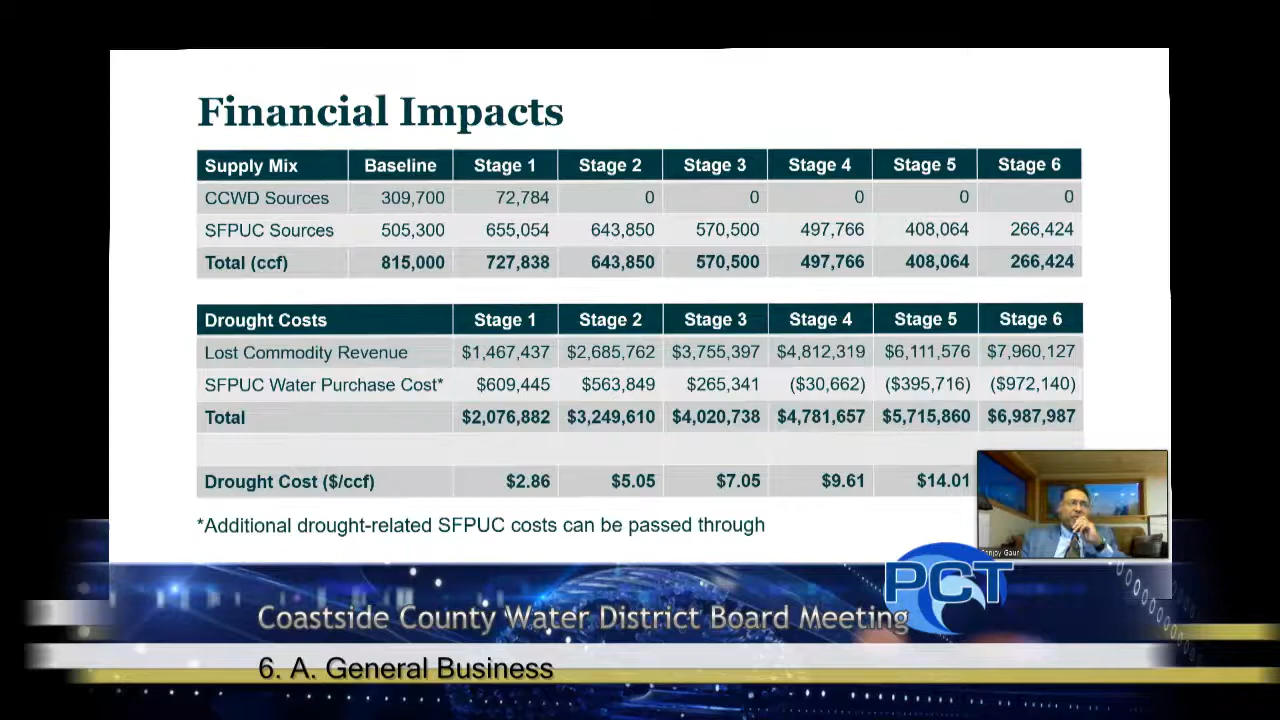 Financial Impacts
Supply Mix Baseline Stage 1 Stage 2 Stage 3 Stage 4 Stage 5 Stage 6
CCWD Sources 309,700 72,784 0 0 0 0 0
SFPUC Sources 505,300 655,054 643,850 570,500 497,766 408,064 266,424
Total (ccf) 815,000 727,838 643,850 570,500 497,766 408,064 266,424
Drought Costs Stage 1 Stage 2 Stage 3 Stage 4 Stage 5 Stage 6
Lost Commodity Revenue $1,467,437 $2,685,762 $3,755,397 $4,812,319 $6,111,576 $7,960,127
SFPUC Water Purchase Cost* $609,445 $563,849 $265,341 ($30,662) ($395,716) ($972,140)
Total $2,076,882 $3,249,610 $4,020,738 $4,781,657 $5,715,860 $6,987,987
Drought Cost ($/ccf) $2.86 $5.05 $7.05 $9.61 $14.01
*Additional drought-related SFPUC costs can be passed through
Sanjay Gaur
PCT
Coastside County Water District Board Meeting
6. A. General Business